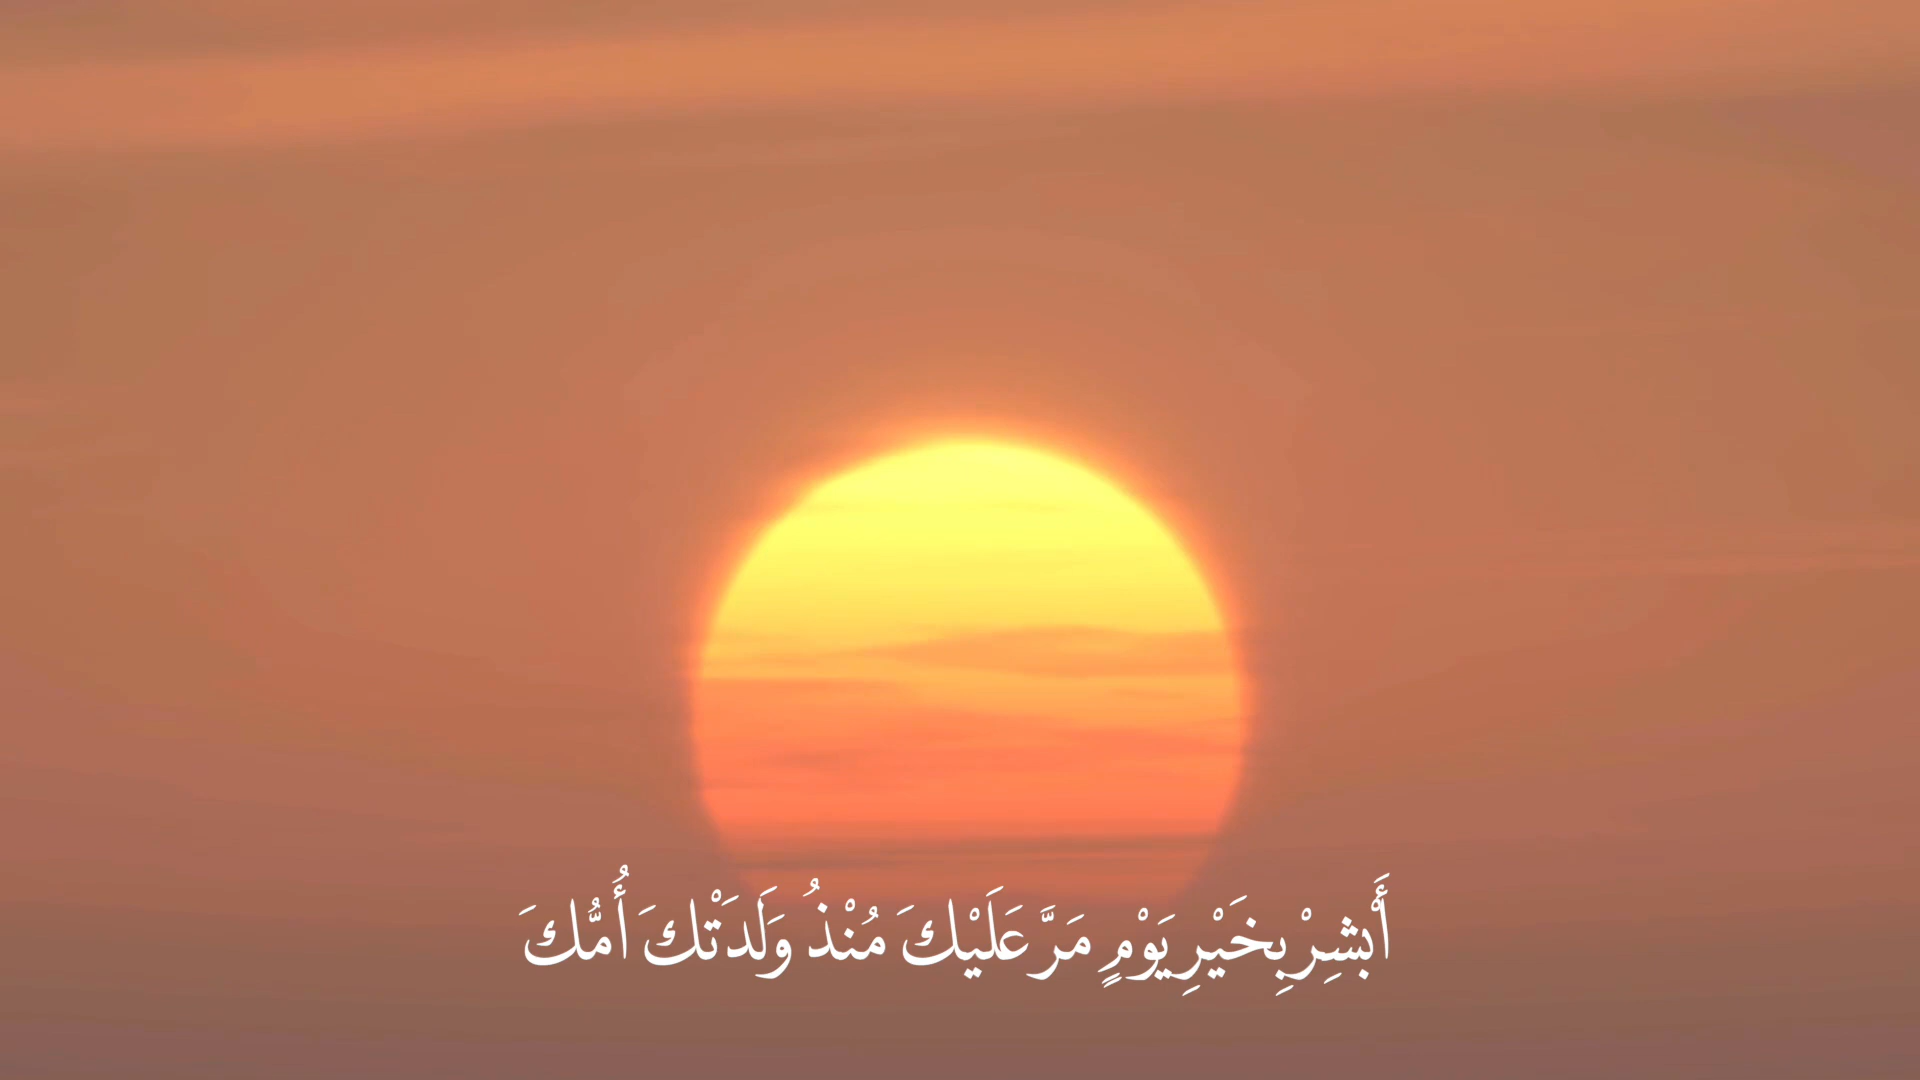 أَبْشِرْ بِخَيْرِ يَوْمٍ مَرَّ عَلَيْكَ مُنْذُ وَلَدَتْكَ أُمُّكَ